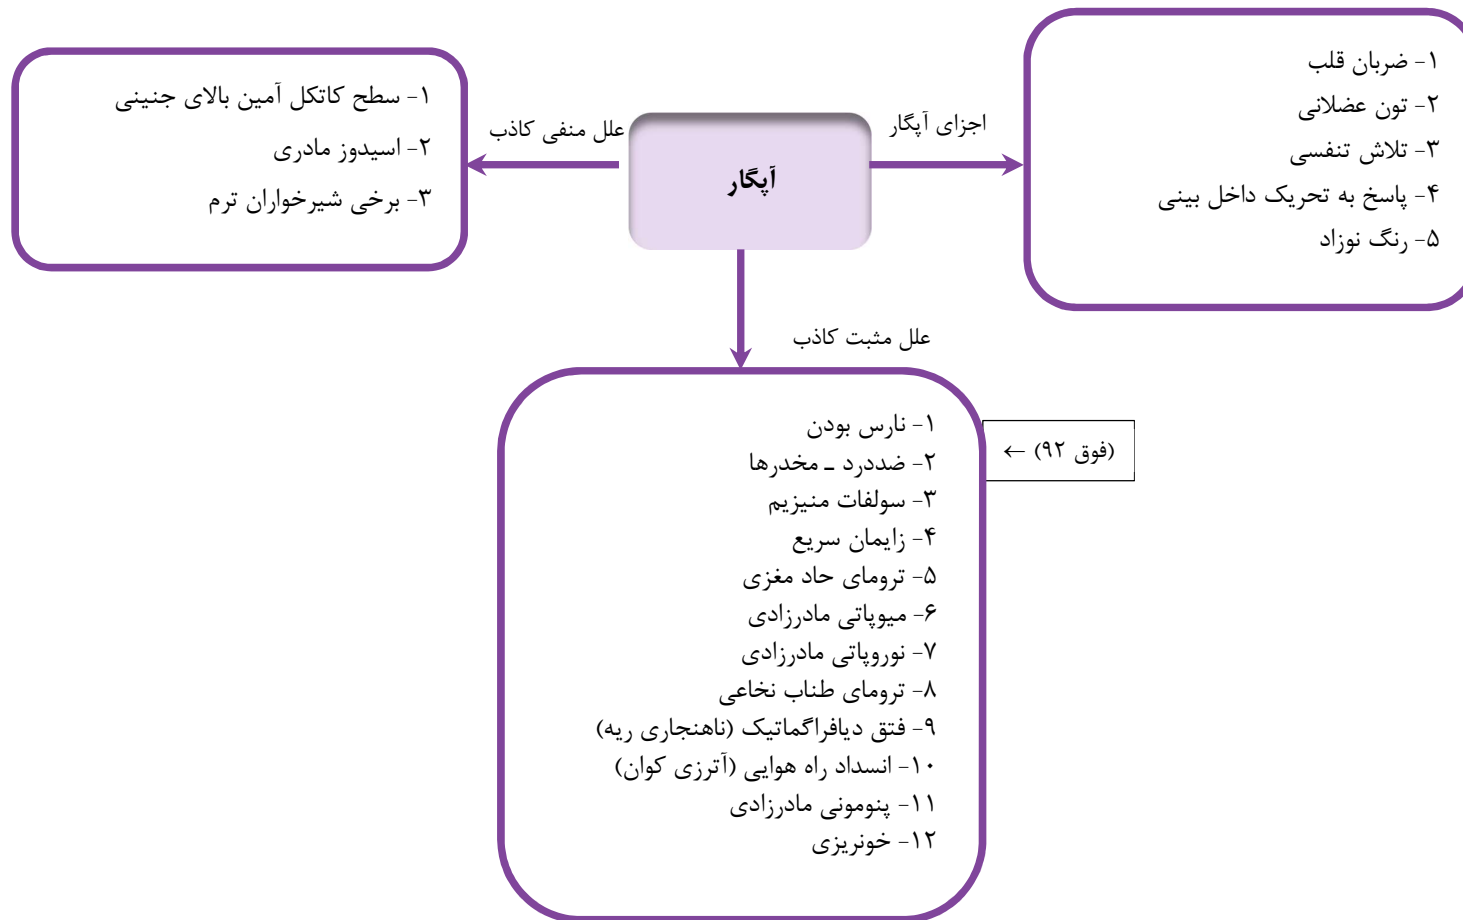 آپگار
اجزای آپگار
۱- ضربان قلب
۲- تون عضلانی
۳- تلاش تنفسی
۴- پاسخ به تحریک داخل بینی
۵- رنگ نوزاد
علل منفی کاذب
۱- سطح کاتکل آمین بالای جنینی
۲- اسیدوز مادری
۳- برخی شیرخواران ترم
علل مثبت کاذب
(فوق ۹۲) ←
۱- نارس بودن
۲- ضددرد ـ مخدرها
۳- سولفات منیزیم
۴- زایمان سریع
۵- ترومای حاد مغزی
۶- میوپاتی مادرزادی
۷- نوروپاتی مادرزادی
۸- ترومای طناب نخاعی
۹- فتق دیافراگماتیک (ناهنجاری ریه)
۱۰- انسداد راه هوایی (آترزی کوان)
۱۱- پنومونی مادرزادی
۱۲- خونریزی